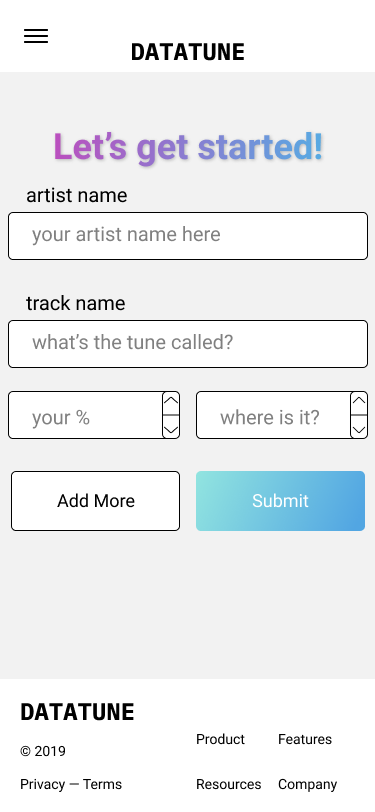 DATATUNE
Let’s get started!
artist name
your artist name here
track name
what’s the tune called?
your %
where is it?
Add More
Submit
DATATUNE
© 2019
Privacy — Terms
Product
Features
Resources
Company